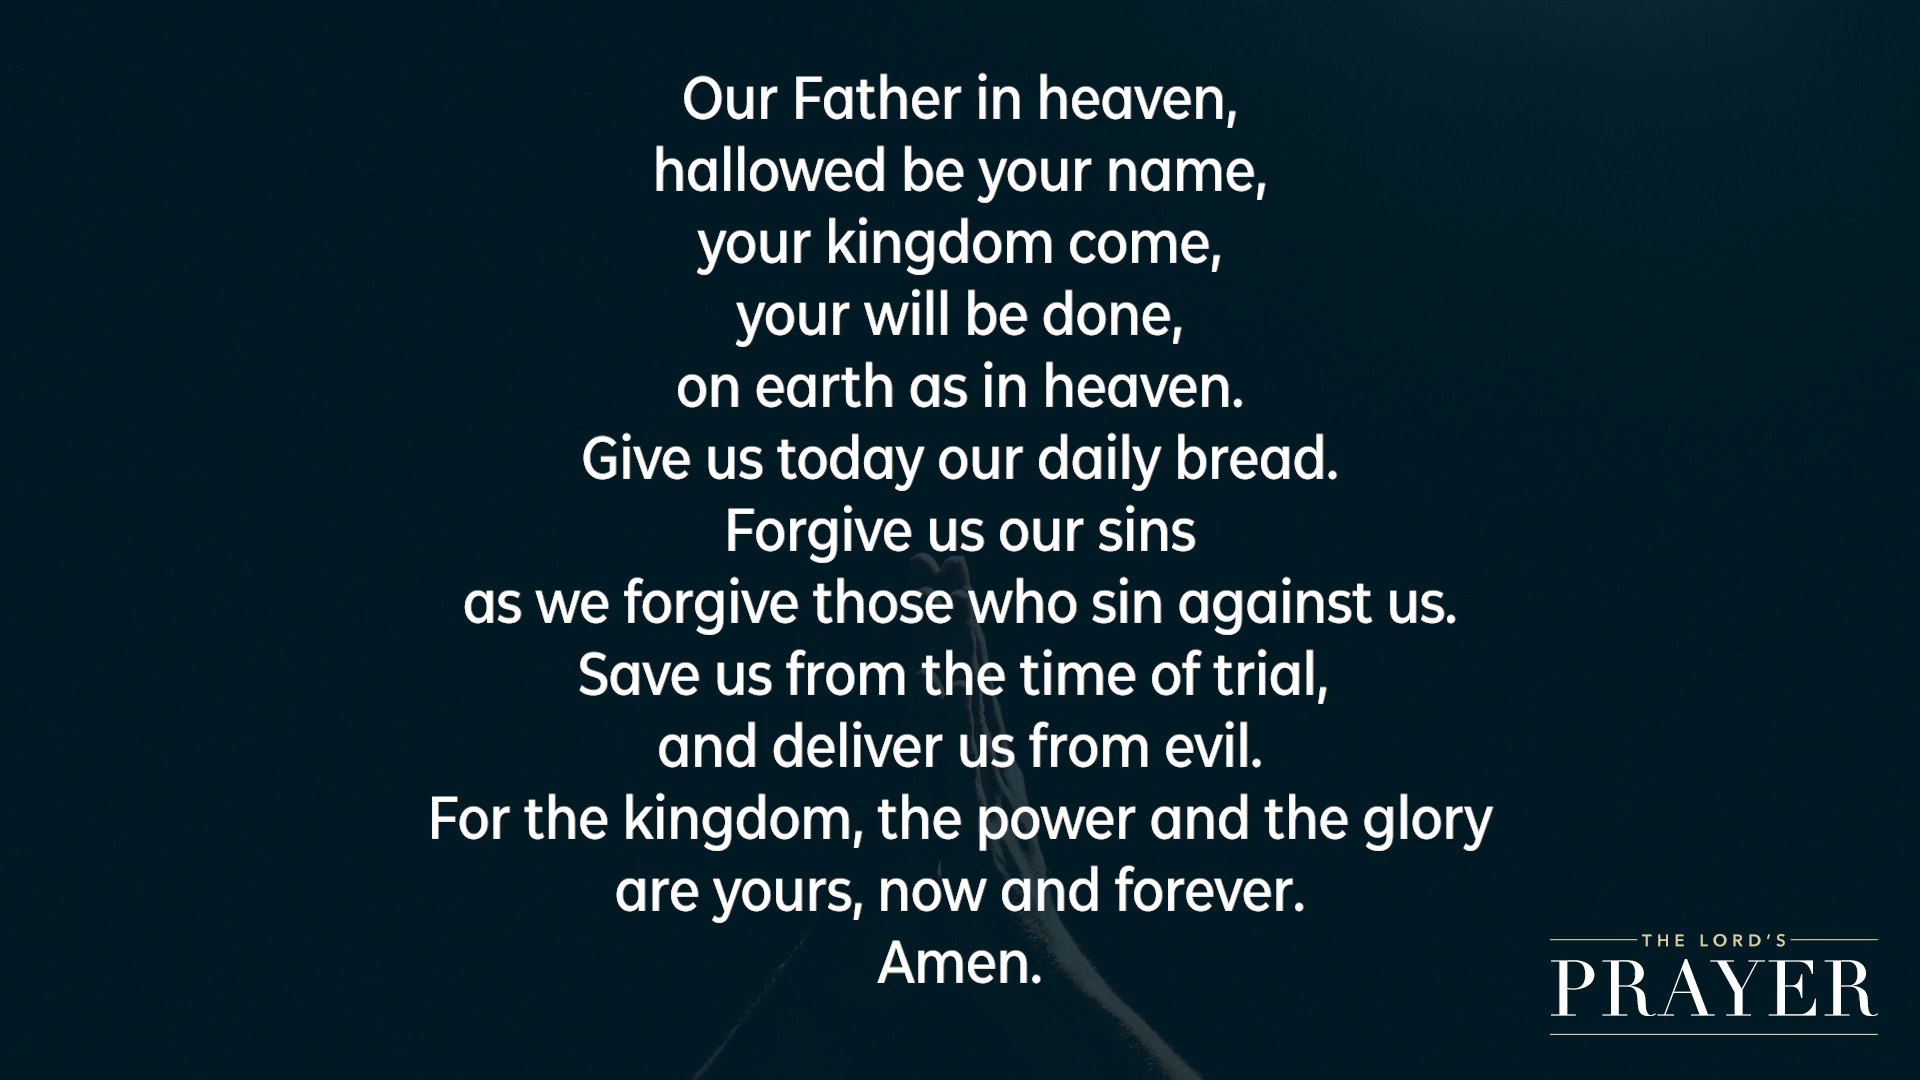 Our Father in heaven,
hallowed be your name,
your kingdom come,
your will be done,
on earth as in heaven.
Give us today our daily bread.
Forgive us our sins
as we forgive those who sin against us.
Save us from the time of trial,
and deliver us from evil.
For the kingdom, the power and the glory
are yours, now and forever.
Amen.
THE LORD'S
PRAYER